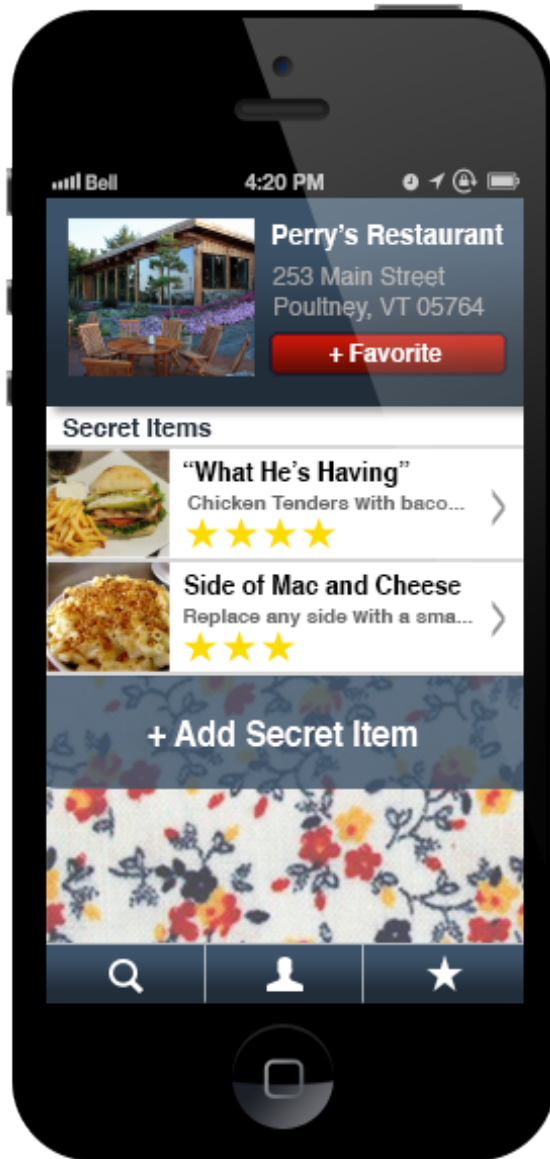 Bell 4:20 PM
Perry's Restaurant
253 Main Street
Poultney, VT 05764
+ Favorite
Secret Items
“What He's Having”
Chicken Tenders with baco...
Side of Mac and Cheese
Replace any side with a sma...
+ Add Secret Item